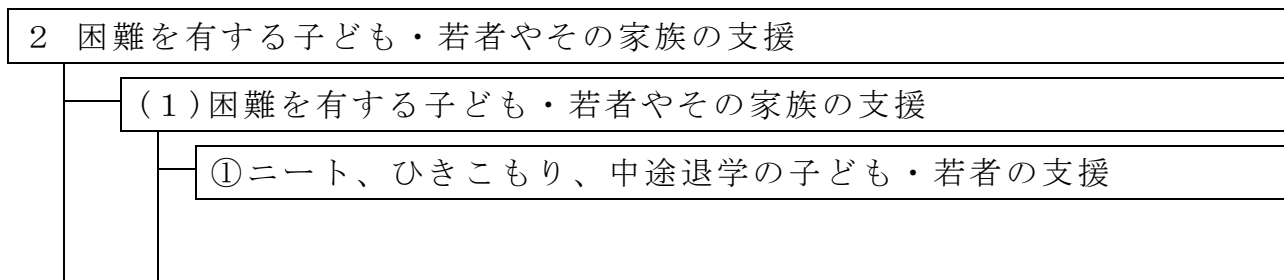 ２ 困難を有する子ども・若者やその家族の支援
(１)困難を有する子ども・若者やその家族の支援
①ニート、ひきこもり、中途退学の子ども・若者の支援